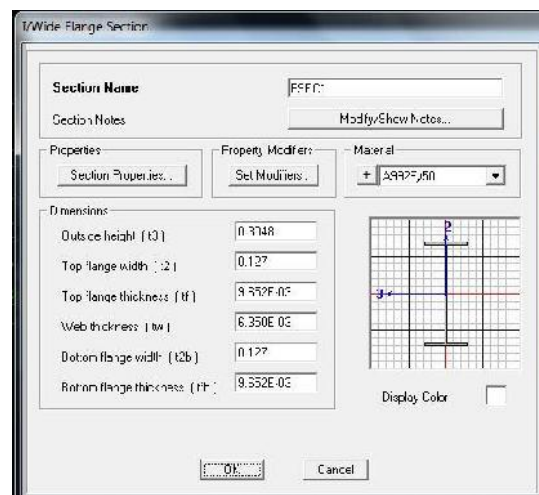 I/Wide Flange Section
Section Name FSEC1
Section Notes Modify/Show Notes...
Properties Property Modifiers Material
Section Properties... Set Modifiers... + A992Fy50
Dimensions
Outside height ( t3 ) 0.3048
Top flange width ( t2 ) 0.127
Top flange thickness ( tf ) 9.652E-03
Web thickness ( tw ) 6.350E-03
Bottom flange width ( t2b ) 0.127
Bottom flange thickness ( tfb ) 9.652E-03
2
3
Display Color
OK Cancel